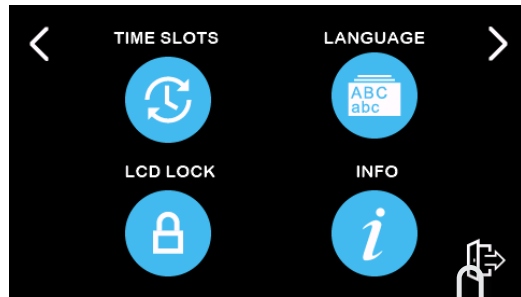 TIME SLOTS
LANGUAGE
ABC
abc
LCD LOCK
INFO
i